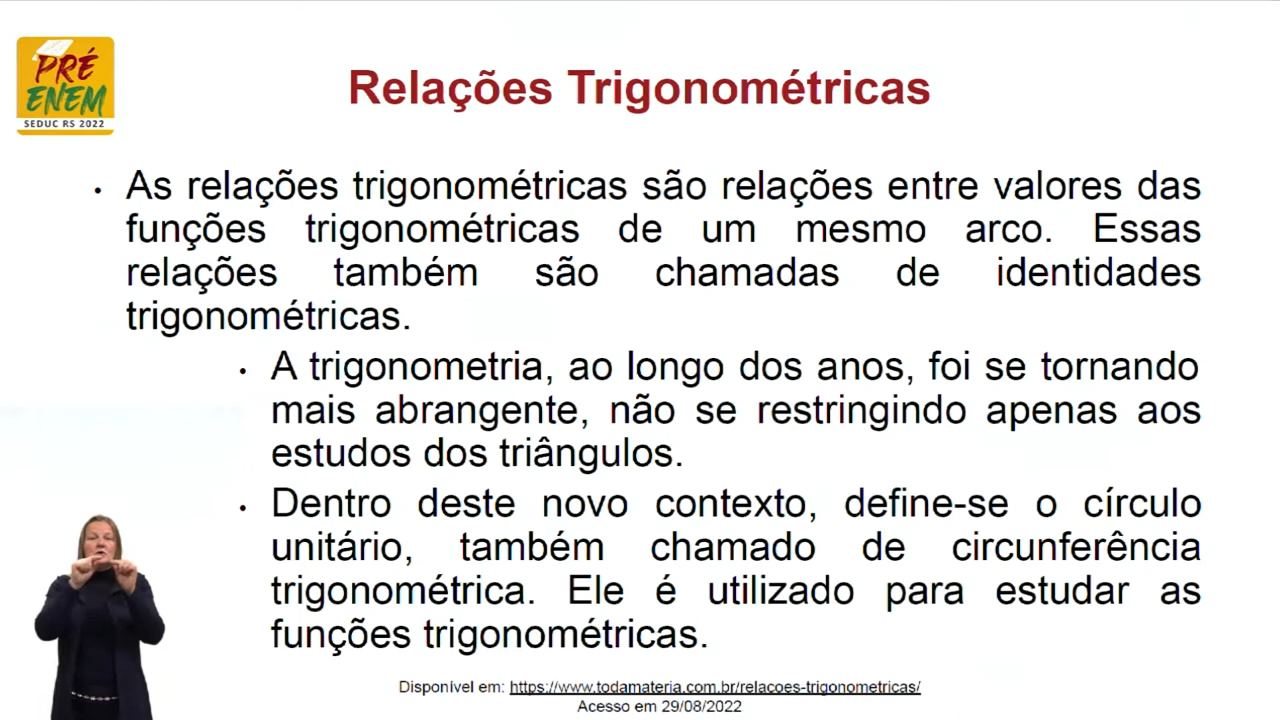 PRÉ
ENEM
SEDUC RS 2022
Relações Trigonométricas
• As relações trigonométricas são relações entre valores das
funções trigonométricas de um mesmo arco. Essas
relações também são chamadas de identidades
trigonométricas.
• A trigonometria, ao longo dos anos, foi se tornando
mais abrangente, não se restringindo apenas aos
estudos dos triângulos.
• Dentro deste novo contexto, define-se o círculo
unitário, também chamado de circunferência
trigonométrica. Ele é utilizado para estudar as
funções trigonométricas.
Disponível em: https://www.todamateria.com.br/relacoes-trigonometricas/
Acesso em 29/08/2022